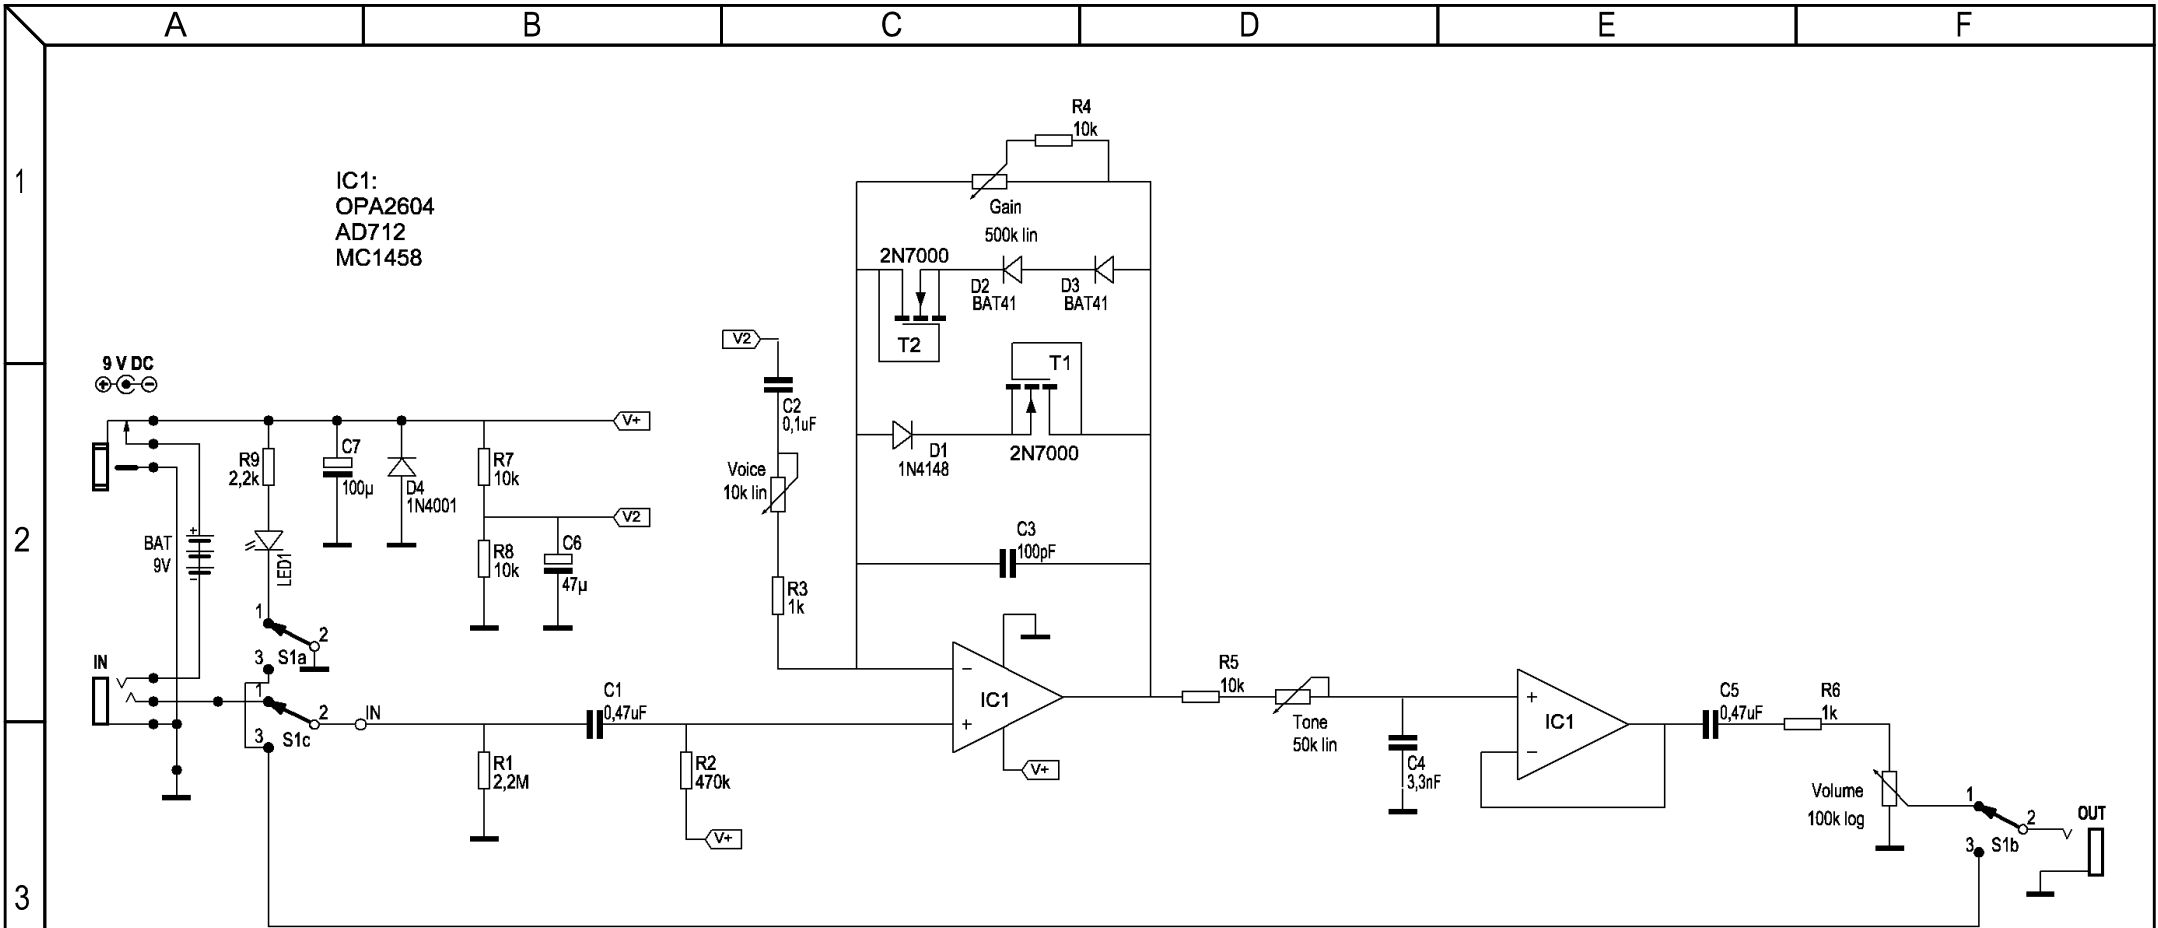 A B C D E F
1
2
3
IC1:
OPA2604
AD712
MC1458
R4
10k
Gain
500k lin
2N7000
T2
D2
BAT41
D3
BAT41
V2
C2
0,1uF
T1
2N7000
D1
1N4148
Voice
10k lin
R3
1k
C3
100pF
9 V DC
+ −
V+
R9
2,2k
C7
100µ
D4
1N4001
R7
10k
V2
R8
10k
C6
47µ
BAT
9V
+
−
LED1
1
2
3
S1a
IN
1
2
3
S1c
IN
C1
0,47uF
R1
2,2M
R2
470k
V+
−
+
IC1
V+
R5
10k
Tone
50k lin
C4
3,3nF
+
−
IC1
C5
0,47uF
R6
1k
Volume
100k log
1
2
3
S1b
OUT